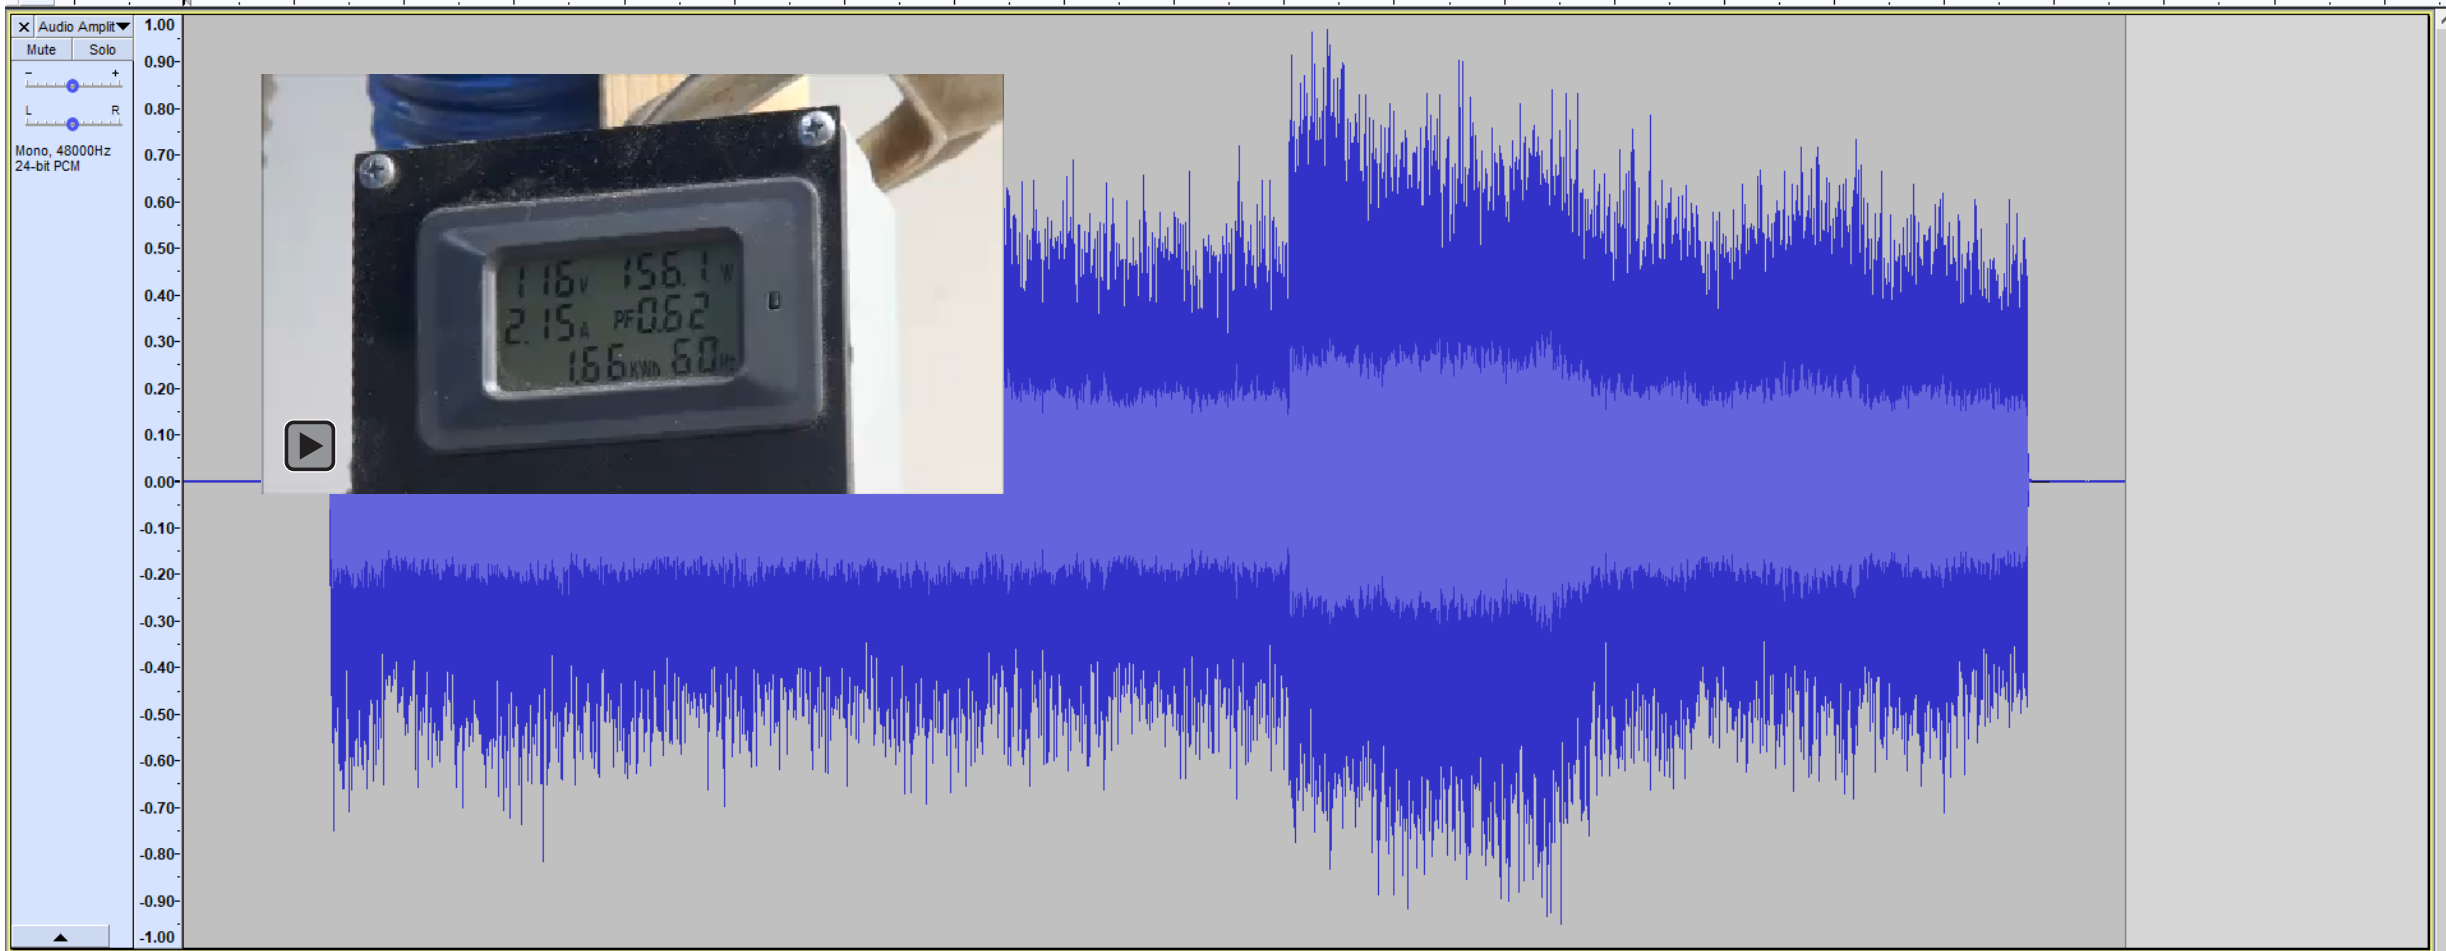 Audio Amplit
Mute Solo
- +
L R
Mono, 48000Hz
24-bit PCM
1.00
0.90-
0.80-
0.70-
0.60-
0.50-
0.40-
0.30-
0.20-
0.10-
0.00-
-0.10-
-0.20-
-0.30-
-0.40-
-0.50-
-0.60-
-0.70-
-0.80-
-0.90-
-1.00
116V 156.1W
2.15A PF0.62
1.66KWh 60Hz